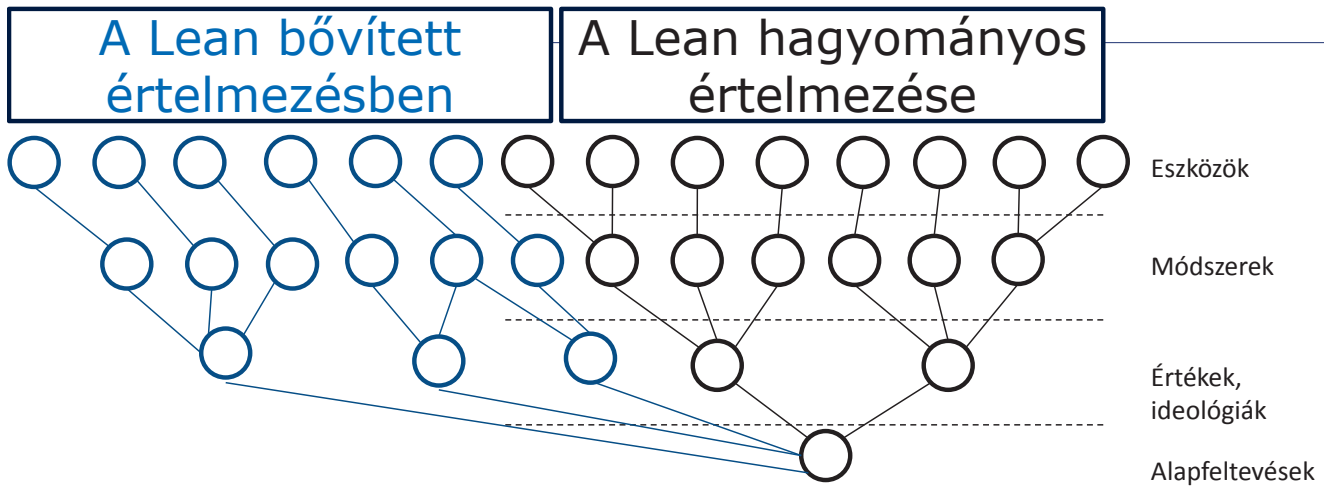 A Lean bővített
értelmezésben
A Lean hagyományos
értelmezése
Eszközök
Módszerek
Értékek,
ideológiák
Alapfeltevések